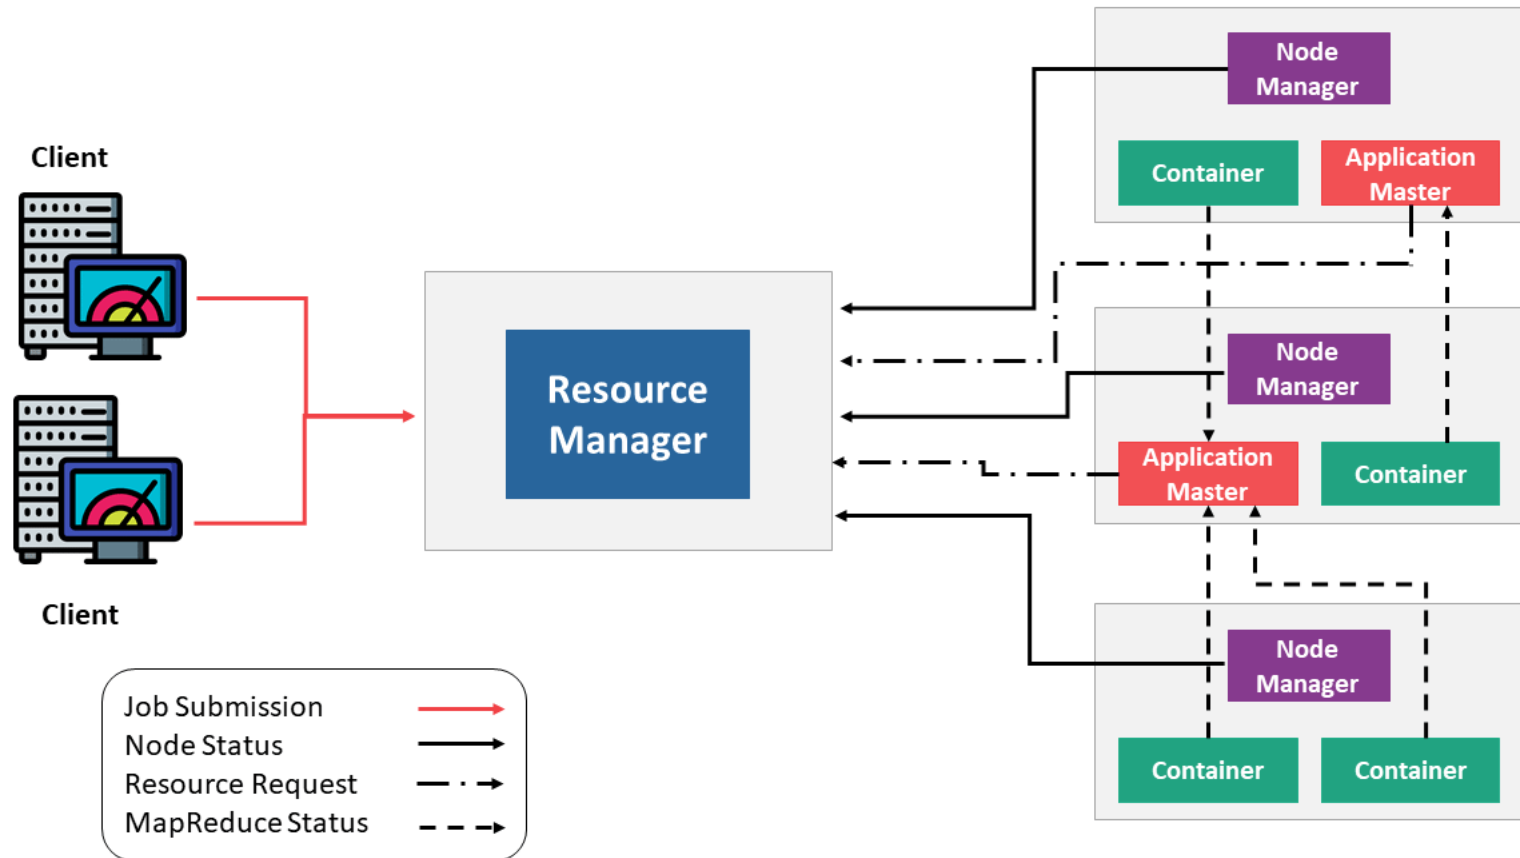 Node
Manager
Container
Application
Master
Client
Resource
Manager
Node
Manager
Application
Master
Container
Client
Node
Manager
Container
Container
Job Submission
Node Status
Resource Request
MapReduce Status